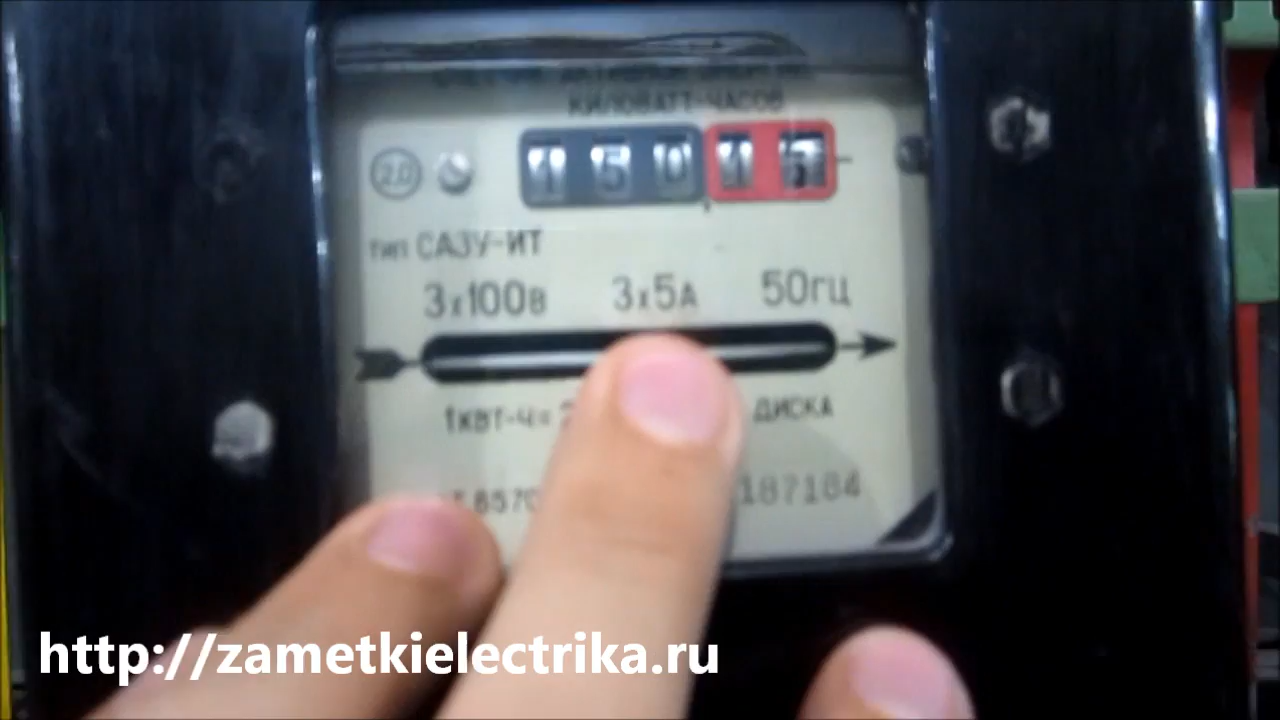 КИЛОВАТТ-ЧАСОВ
2,0
1 5 0 1
тип САЗУ-ИТ
3х100В 3х5А 50гц
1кВт-ч= ДИСКА
6570 187184
http://zametkielectrika.ru